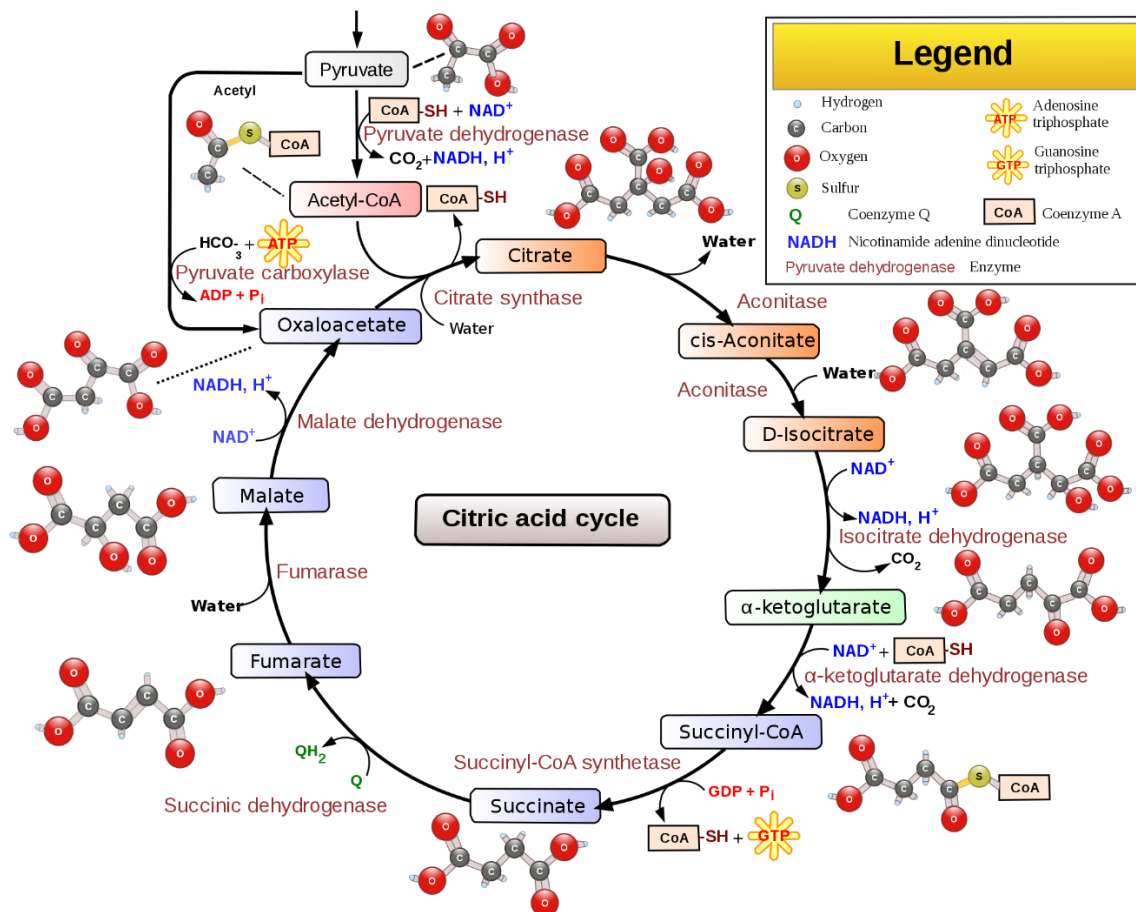 Legend
Hydrogen
C Carbon
O Oxygen
S Sulfur
Q Coenzyme Q
NADH Nicotinamide adenine dinucleotide
Pyruvate dehydrogenase Enzyme
ATP Adenosine
triphosphate
GTP Guanosine
triphosphate
CoA Coenzyme A
Pyruvate
Acetyl
CoA-SH + NAD⁺
Pyruvate dehydrogenase
CO₂+NADH, H⁺
O
S
CoA
C
C
Acetyl-CoA
CoA-SH
HCO₃- + ATP
Pyruvate carboxylase
ADP + Pᵢ
Citrate
Water
Citrate synthase
Water
Oxaloacetate
Aconitase
cis-Aconitate
Aconitase
Water
D-Isocitrate
NAD⁺
NADH, H⁺
Isocitrate dehydrogenase
CO₂
α-ketoglutarate
NAD⁺+ CoA-SH
α-ketoglutarate dehydrogenase
NADH, H⁺+ CO₂
Succinyl-CoA
S
CoA
Succinyl-CoA synthetase
GDP + Pᵢ
CoA-SH + GTP
Succinate
QH₂
Q
Succinic dehydrogenase
Fumarate
Water
Fumarase
Malate
NADH, H⁺
NAD⁺
Malate dehydrogenase
Citric acid cycle